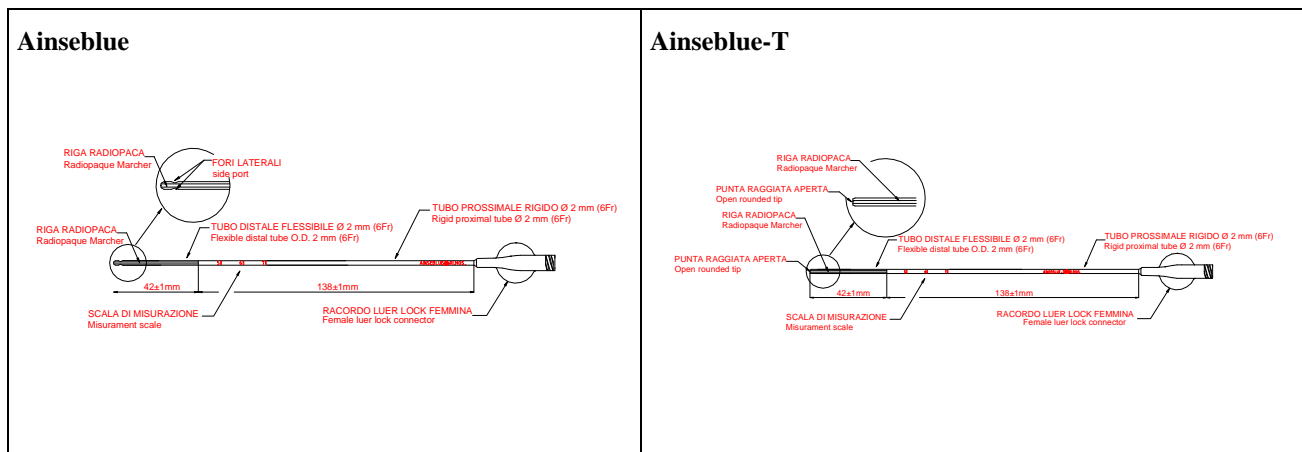 Ainseblue
RIGA RADIOPACA
Radiopaque Marcher
FORI LATERALI
side port
TUBO PROSSIMALE RIGIDO Ø 2 mm (6Fr)
Rigid proximal tube Ø 2 mm (6Fr)
TUBO DISTALE FLESSIBILE Ø 2 mm (6Fr)
Flexible distal tube O.D. 2 mm (6Fr)
RIGA RADIOPACA
Radiopaque Marcher
42±1mm
138±1mm
SCALA DI MISURAZIONE
Misurament scale
RACORDO LUER LOCK FEMMINA
Female luer lock connector
Ainseblue-T
RIGA RADIOPACA
Radiopaque Marcher
PUNTA RAGGIATA APERTA
Open rounded tip
RIGA RADIOPACA
Radiopaque Marcher
TUBO DISTALE FLESSIBILE Ø 2 mm (6Fr)
Flexible distal tube O.D. 2 mm (6Fr)
TUBO PROSSIMALE RIGIDO Ø 2 mm (6Fr)
Rigid proximal tube Ø 2 mm (6Fr)
PUNTA RAGGIATA APERTA
Open rounded tip
42±1mm
138±1mm
SCALA DI MISURAZIONE
Misurament scale
RACORDO LUER LOCK FEMMINA
Female luer lock connector